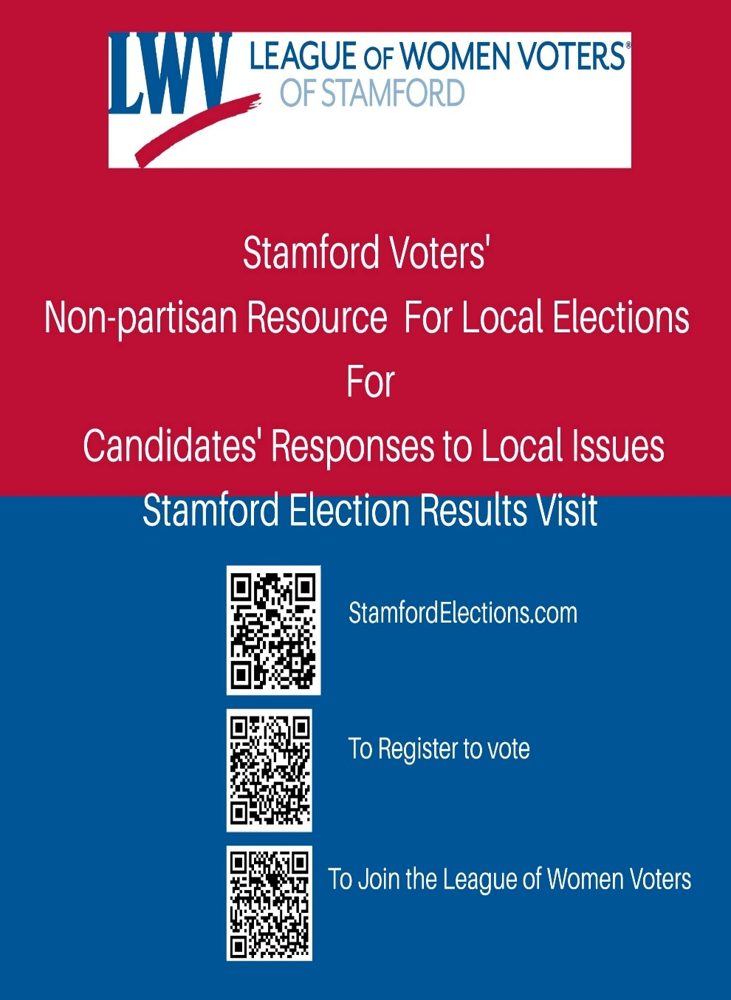 LWV LEAGUE OF WOMEN VOTERS®
OF STAMFORD
Stamford Voters'
Non-partisan Resource  For Local Elections
For
Candidates' Responses to Local Issues
Stamford Election Results Visit
StamfordElections.com
To Register to vote
To Join the League of Women Voters